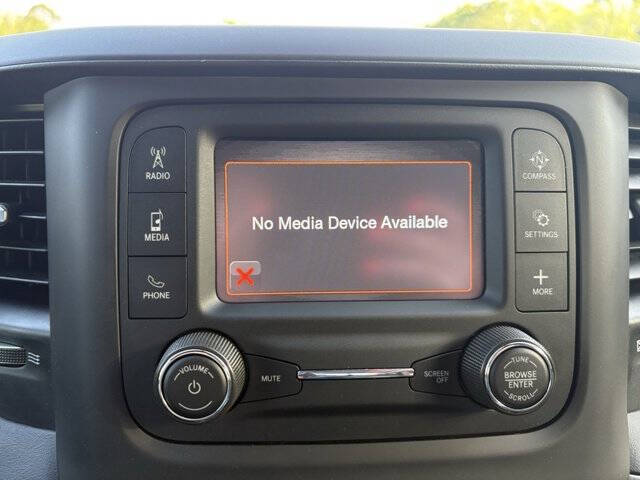 RADIO
MEDIA
PHONE
No Media Device Available
N
COMPASS
SETTINGS
MORE
VOLUME
MUTE
SCREEN
OFF
TUNE
BROWSE
ENTER
SCROLL